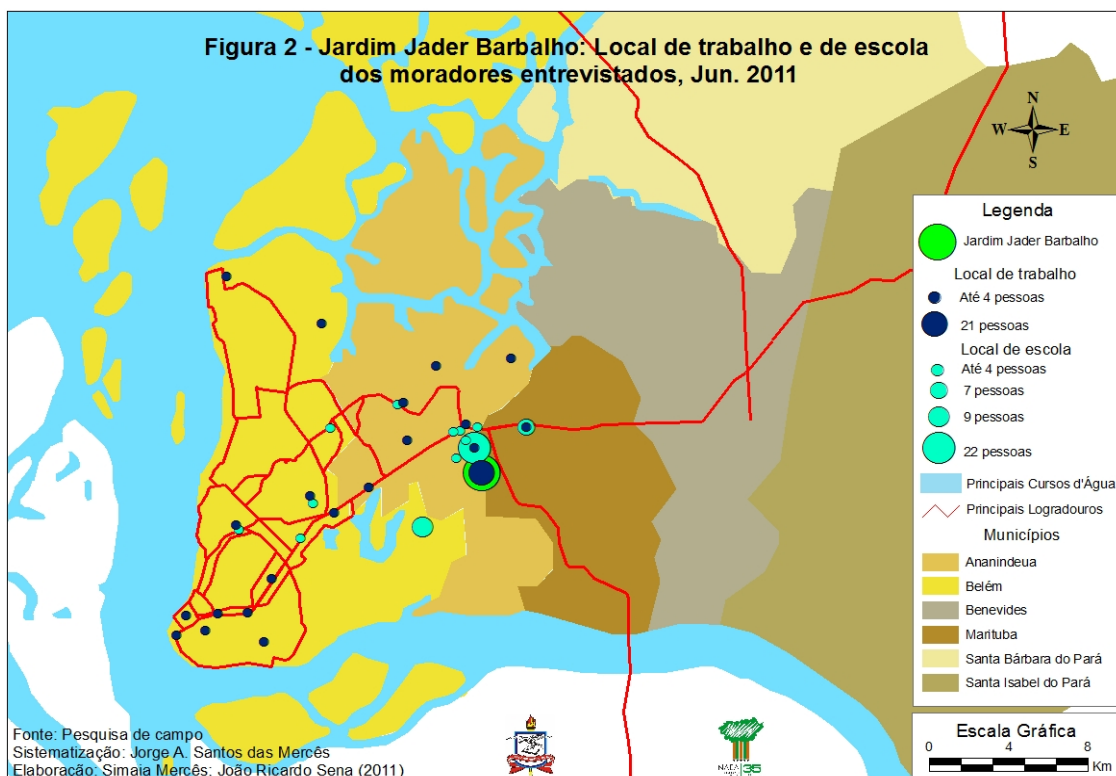 Figura 2 - Jardim Jader Barbalho: Local de trabalho e de escola
dos moradores entrevistados, Jun. 2011
N
W E
S
Legenda
Jardim Jader Barbalho
Local de trabalho
Até 4 pessoas
21 pessoas
Local de escola
Até 4 pessoas
7 pessoas
9 pessoas
22 pessoas
Principais Cursos d'Água
Principais Logradouros
Municípios
Ananindeua
Belém
Benevides
Marituba
Santa Bárbara do Pará
Santa Isabel do Pará
Escala Gráfica
0 4 8
Km
Fonte: Pesquisa de campo
Sistematização: Jorge A. Santos das Mercês
Elaboração: Simaia Mercês; João Ricardo Sena (2011)
NAEA 35